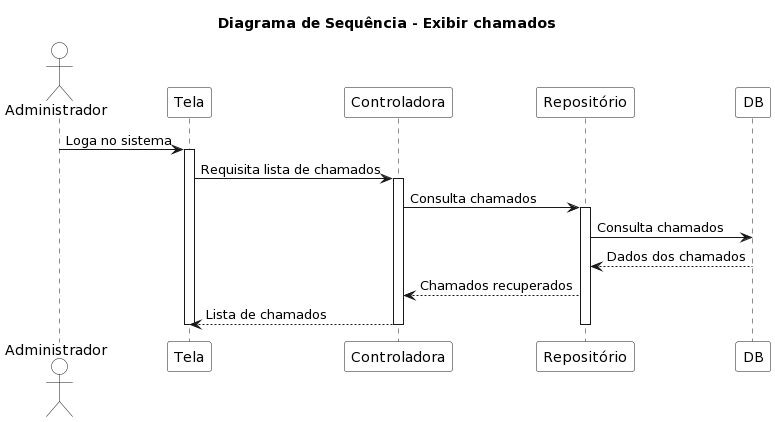 Diagrama de Sequência - Exibir chamados
Administrador
Tela
Controladora
Repositório
DB
Loga no sistema
Requisita lista de chamados
Consulta chamados
Consulta chamados
Dados dos chamados
Chamados recuperados
Lista de chamados
Administrador
Tela
Controladora
Repositório
DB